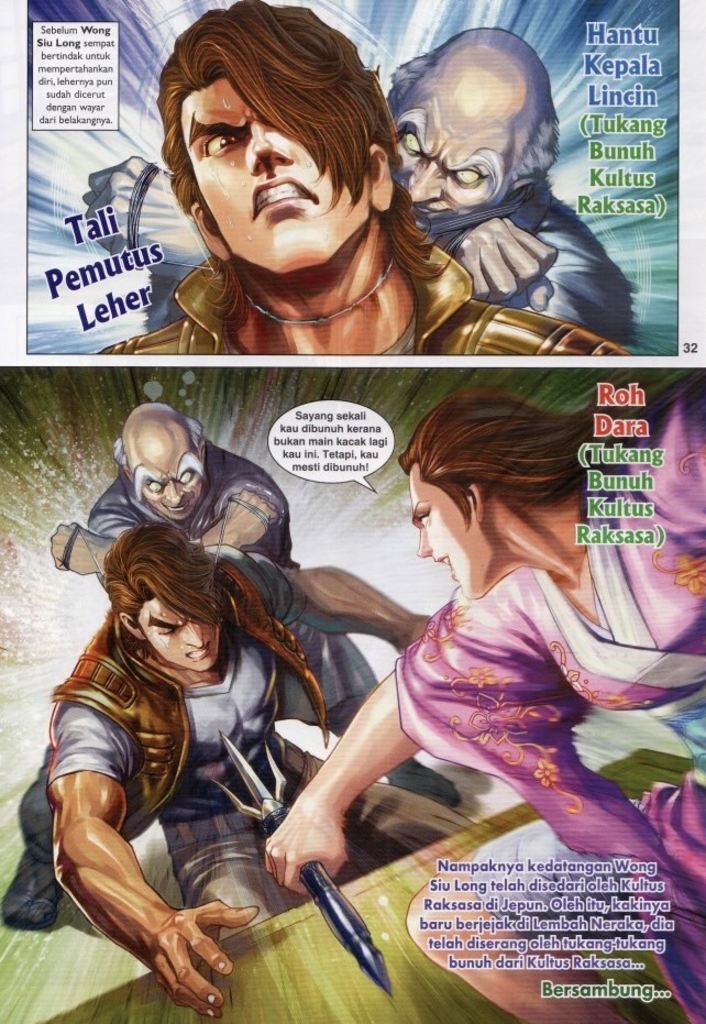 Sebelum Wong
Siu Long sempat
bertindak untuk
mempertahankan
diri, lehernya pun
sudah dicerut
dengan wayar
dari belakangnya.
Hantu
Kepala
Lincin
(Tukang
Bunuh
Kultus
Raksasa)
Tali
Pemutus
Leher
32
Sayang sekali
kau dibunuh kerana
bukan main kacak lagi
kau ini. Tetapi, kau
mesti dibunuh!
Roh
Dara
(Tukang
Bunuh
Kultus
Raksasa)
Nampaknya kedatangan Wong
Siu Long telah disedari oleh Kultus
Raksasa di Jepun. Oleh itu, kakinya
baru berjejak di Lembah Neraka, dia
telah diserang oleh tukang-tukang
bunuh dari Kultus Raksasa...
Bersambung...